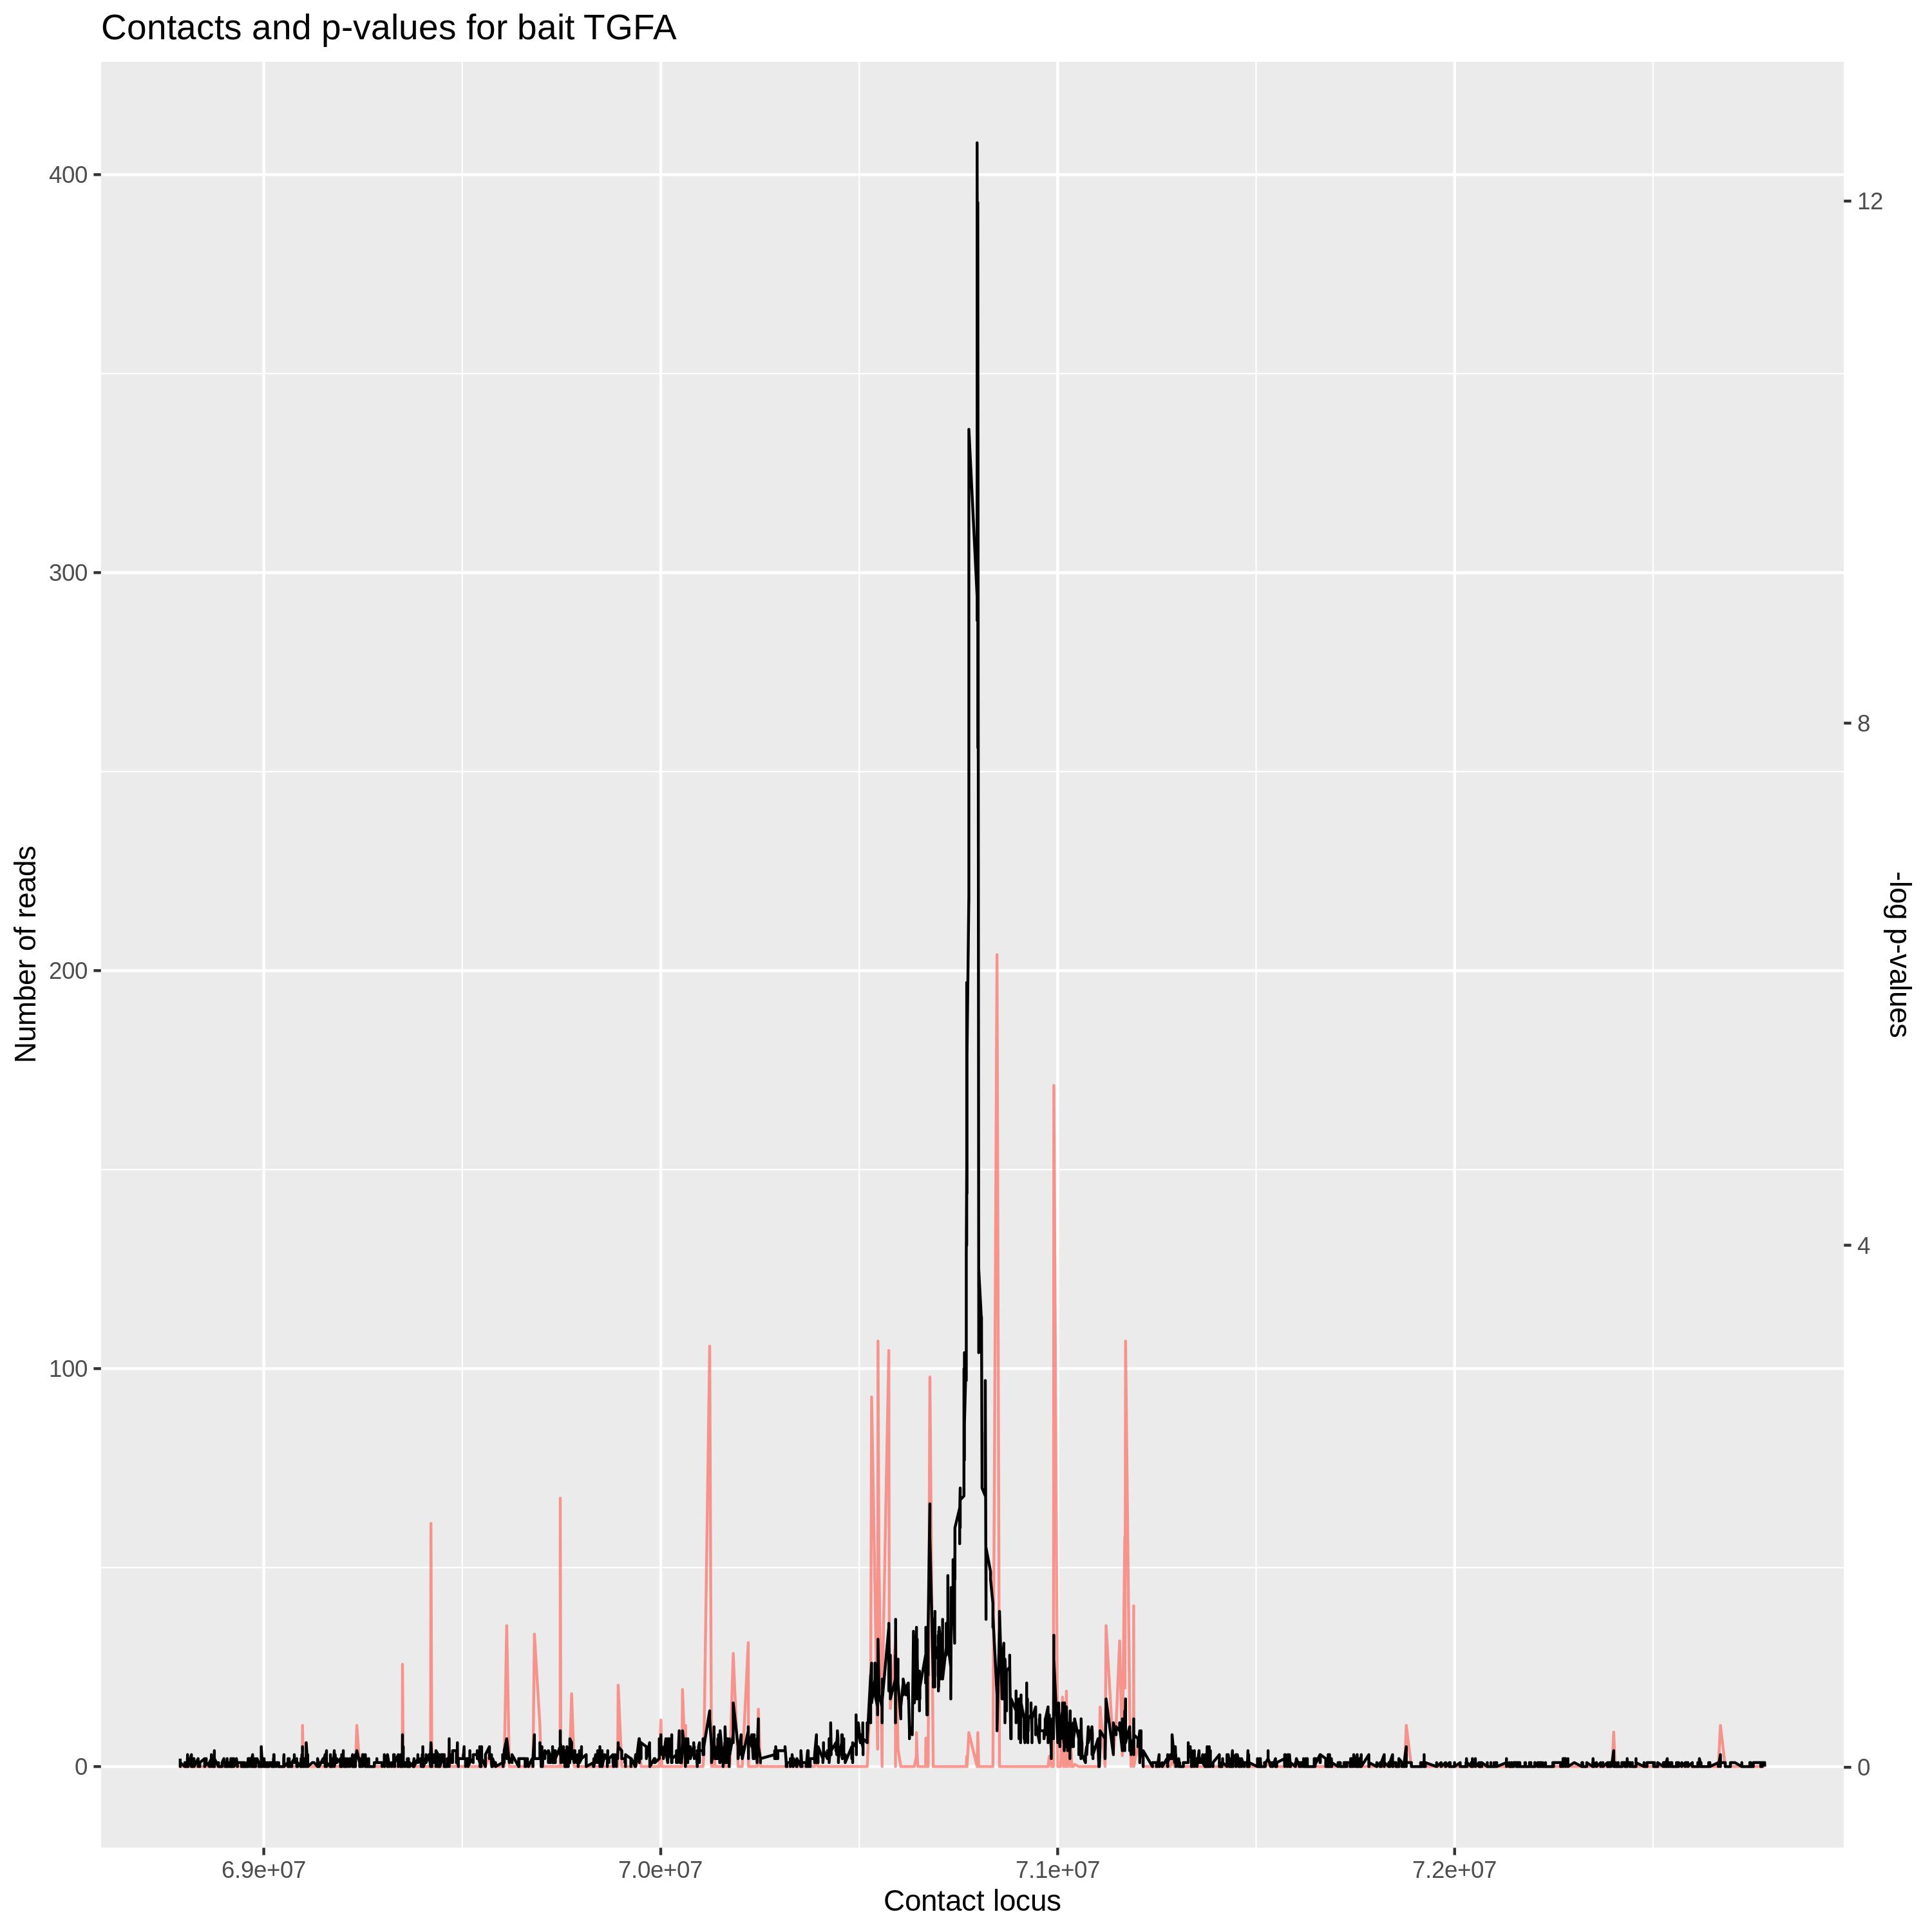 Contacts and p-values for bait TGFA
400
300
200
100
0
Number of reads
12
8
4
0
-log p-values
6.9e+07
7.0e+07
7.1e+07
7.2e+07
Contact locus